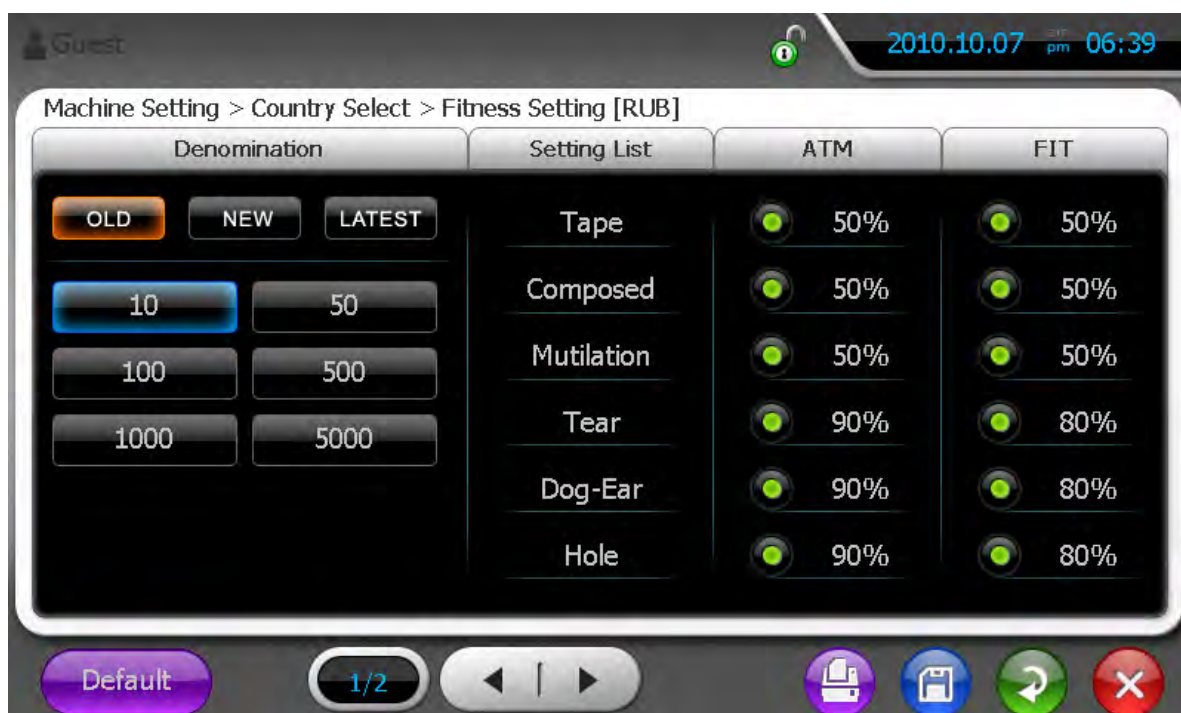 Guest
2010.10.07 pm 06:39
Machine Setting > Country Select > Fitness Setting [RUB]
Denomination Setting List ATM FIT
OLD NEW LATEST Tape 50% 50%
10 50 Composed 50% 50%
100 500 Mutilation 50% 50%
1000 5000 Tear 90% 80%
Dog-Ear 90% 80%
Hole 90% 80%
Default 1/2